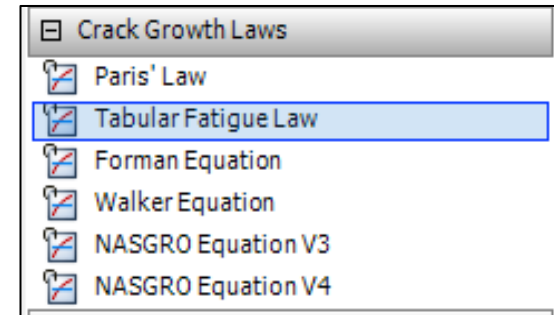 Crack Growth Laws
Paris' Law
Tabular Fatigue Law
Forman Equation
Walker Equation
NASGRO Equation V3
NASGRO Equation V4